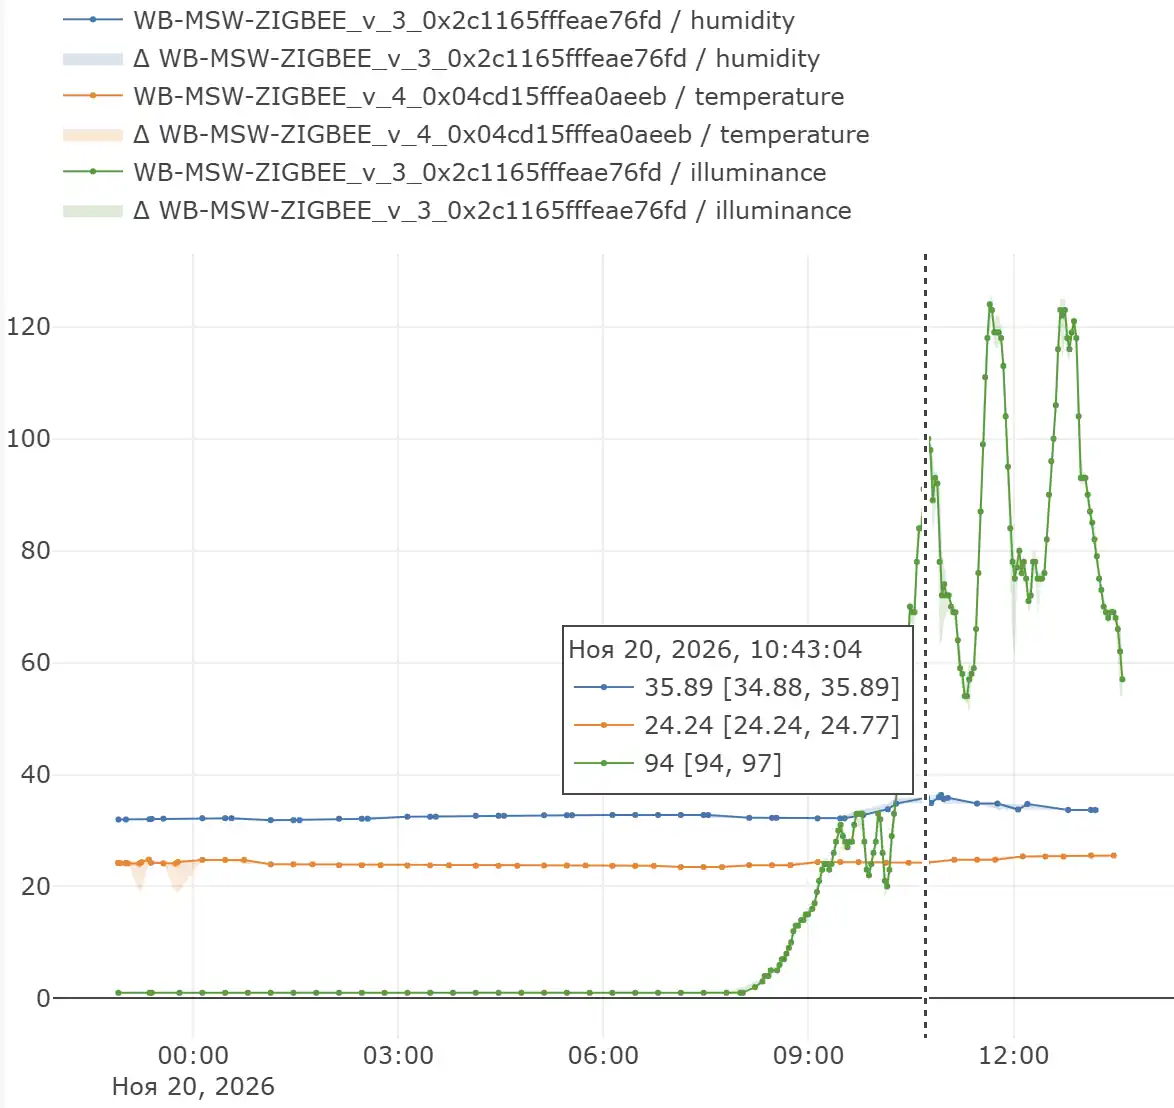 WB-MSW-ZIGBEE_v_3_0x2c1165fffeae76fd / humidity
Δ WB-MSW-ZIGBEE_v_3_0x2c1165fffeae76fd / humidity
WB-MSW-ZIGBEE_v_4_0x04cd15fffea0aeeb / temperature
Δ WB-MSW-ZIGBEE_v_4_0x04cd15fffea0aeeb / temperature
WB-MSW-ZIGBEE_v_3_0x2c1165fffeae76fd / illuminance
Δ WB-MSW-ZIGBEE_v_3_0x2c1165fffeae76fd / illuminance
120
100
80
60
40
20
0
Ноя 20, 2026, 10:43:04
35.89 [34.88, 35.89]
24.24 [24.24, 24.77]
94 [94, 97]
00:00 03:00 06:00 09:00 12:00
Ноя 20, 2026